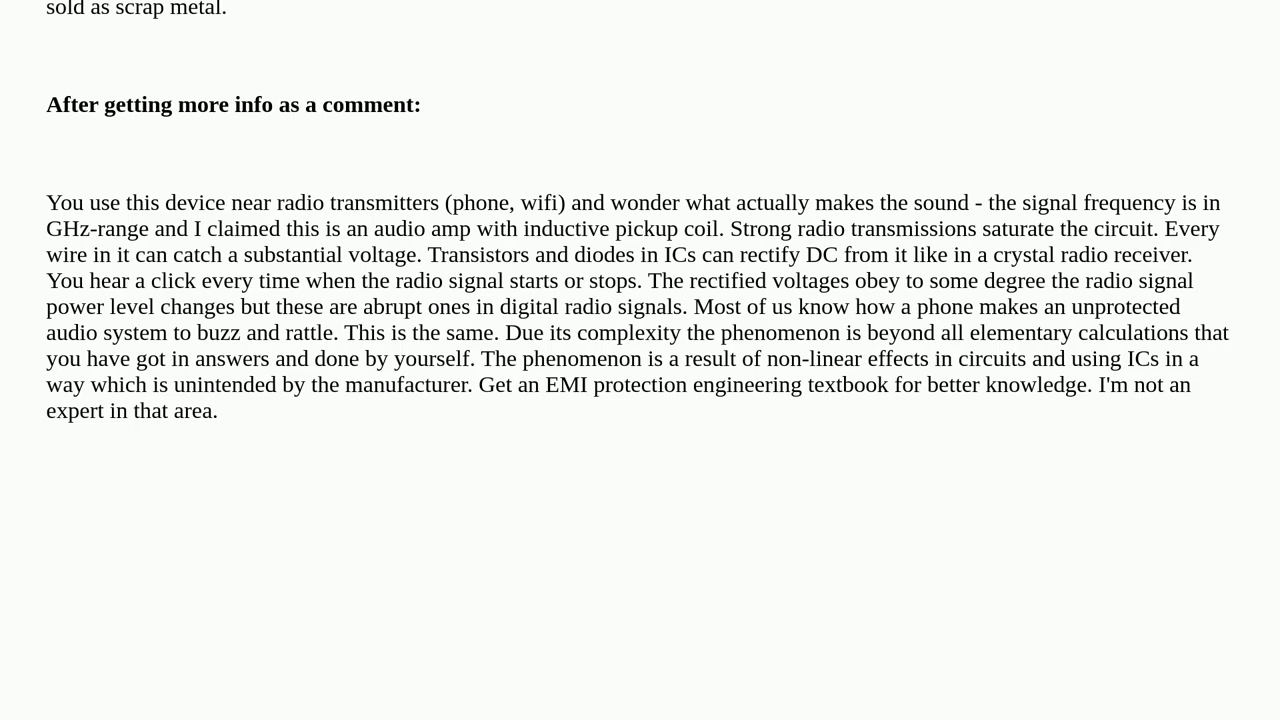 sold as scrap metal.
After getting more info as a comment:
You use this device near radio transmitters (phone, wifi) and wonder what actually makes the sound - the signal frequency is in
GHz-range and I claimed this is an audio amp with inductive pickup coil. Strong radio transmissions saturate the circuit. Every
wire in it can catch a substantial voltage. Transistors and diodes in ICs can rectify DC from it like in a crystal radio receiver.
You hear a click every time when the radio signal starts or stops. The rectified voltages obey to some degree the radio signal
power level changes but these are abrupt ones in digital radio signals. Most of us know how a phone makes an unprotected
audio system to buzz and rattle. This is the same. Due its complexity the phenomenon is beyond all elementary calculations that
you have got in answers and done by yourself. The phenomenon is a result of non-linear effects in circuits and using ICs in a
way which is unintended by the manufacturer. Get an EMI protection engineering textbook for better knowledge. I'm not an
expert in that area.